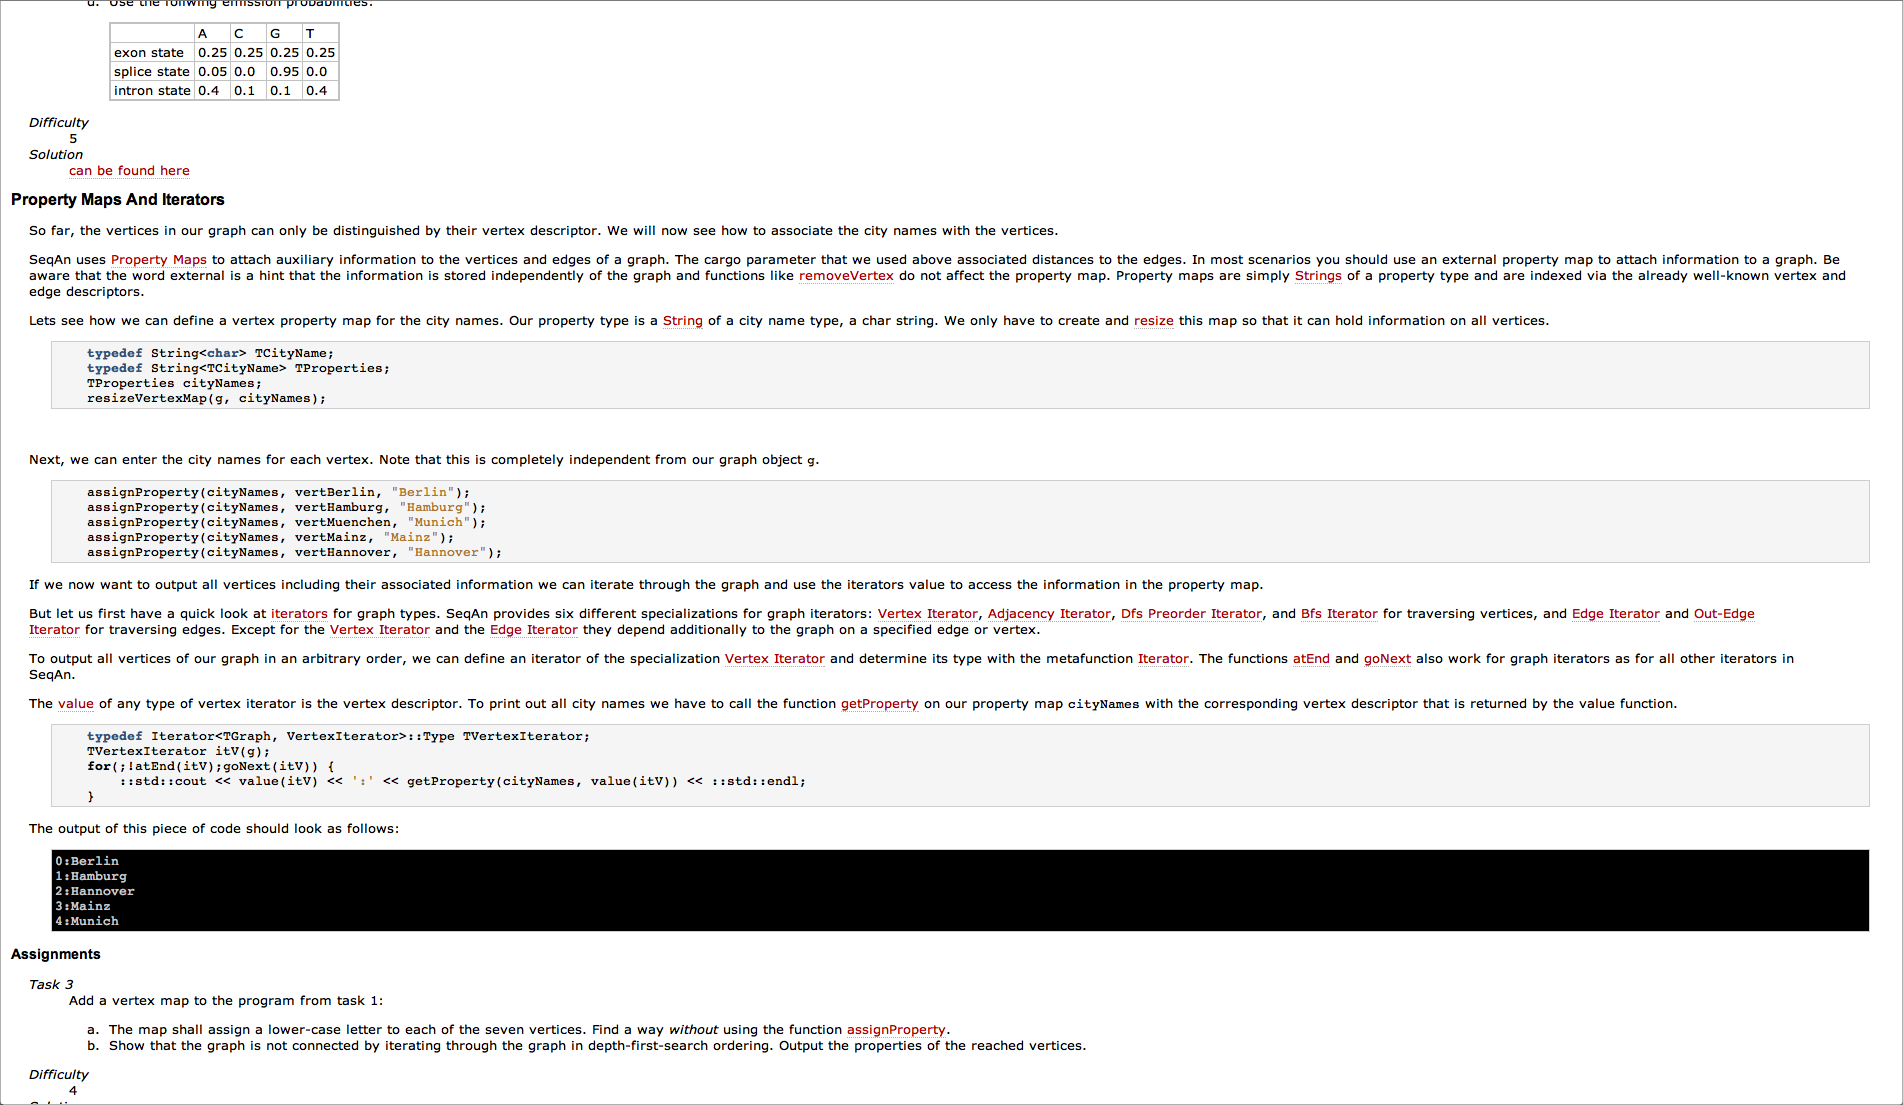 d. Use the follwing emission probabilities:
A C G T
exon state 0.25 0.25 0.25 0.25
splice state 0.05 0.0 0.95 0.0
intron state 0.4 0.1 0.1 0.4
Difficulty
5
Solution
can be found here
Property Maps And Iterators
So far, the vertices in our graph can only be distinguished by their vertex descriptor. We will now see how to associate the city names with the vertices.
SeqAn uses Property Maps to attach auxiliary information to the vertices and edges of a graph. The cargo parameter that we used above associated distances to the edges. In most scenarios you should use an external property map to attach information to a graph. Be
aware that the word external is a hint that the information is stored independently of the graph and functions like removeVertex do not affect the property map. Property maps are simply Strings of a property type and are indexed via the already well-known vertex and
edge descriptors.
Lets see how we can define a vertex property map for the city names. Our property type is a String of a city name type, a char string. We only have to create and resize this map so that it can hold information on all vertices.
typedef String<char> TCityName;
typedef String<TCityName> TProperties;
TProperties cityNames;
resizeVertexMap(g, cityNames);
Next, we can enter the city names for each vertex. Note that this is completely independent from our graph object g.
assignProperty(cityNames, vertBerlin, "Berlin");
assignProperty(cityNames, vertHamburg, "Hamburg");
assignProperty(cityNames, vertMuenchen, "Munich");
assignProperty(cityNames, vertMainz, "Mainz");
assignProperty(cityNames, vertHannover, "Hannover");
If we now want to output all vertices including their associated information we can iterate through the graph and use the iterators value to access the information in the property map.
But let us first have a quick look at iterators for graph types. SeqAn provides six different specializations for graph iterators: Vertex Iterator, Adjacency Iterator, Dfs Preorder Iterator, and Bfs Iterator for traversing vertices, and Edge Iterator and Out-Edge
Iterator for traversing edges. Except for the Vertex Iterator and the Edge Iterator they depend additionally to the graph on a specified edge or vertex.
To output all vertices of our graph in an arbitrary order, we can define an iterator of the specialization Vertex Iterator and determine its type with the metafunction Iterator. The functions atEnd and goNext also work for graph iterators as for all other iterators in
SeqAn.
The value of any type of vertex iterator is the vertex descriptor. To print out all city names we have to call the function getProperty on our property map cityNames with the corresponding vertex descriptor that is returned by the value function.
typedef Iterator<TGraph, VertexIterator>::Type TVertexIterator;
TVertexIterator itV(g);
for(;!atEnd(itV);goNext(itV)) {
::std::cout << value(itV) << ':' << getProperty(cityNames, value(itV)) << ::std::endl;
}
The output of this piece of code should look as follows:
0:Berlin
1:Hamburg
2:Hannover
3:Mainz
4:Munich
Assignments
Task 3
Add a vertex map to the program from task 1:
a. The map shall assign a lower-case letter to each of the seven vertices. Find a way without using the function assignProperty.
b. Show that the graph is not connected by iterating through the graph in depth-first-search ordering. Output the properties of the reached vertices.
Difficulty
4